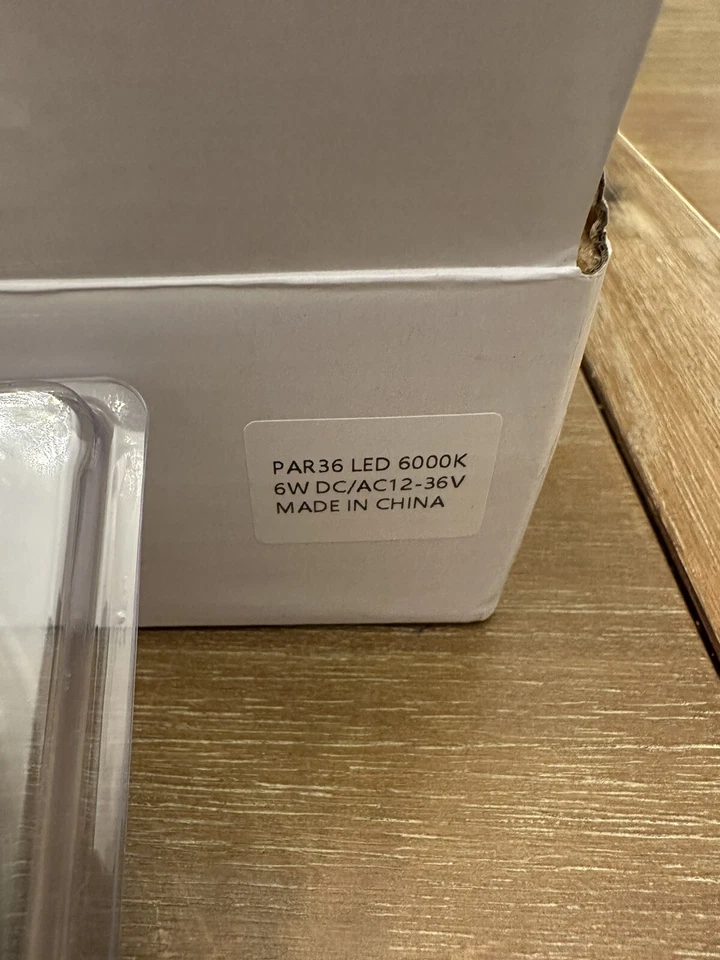 PAR36 LED 6000K
6W DC/AC12-36V
MADE IN CHINA